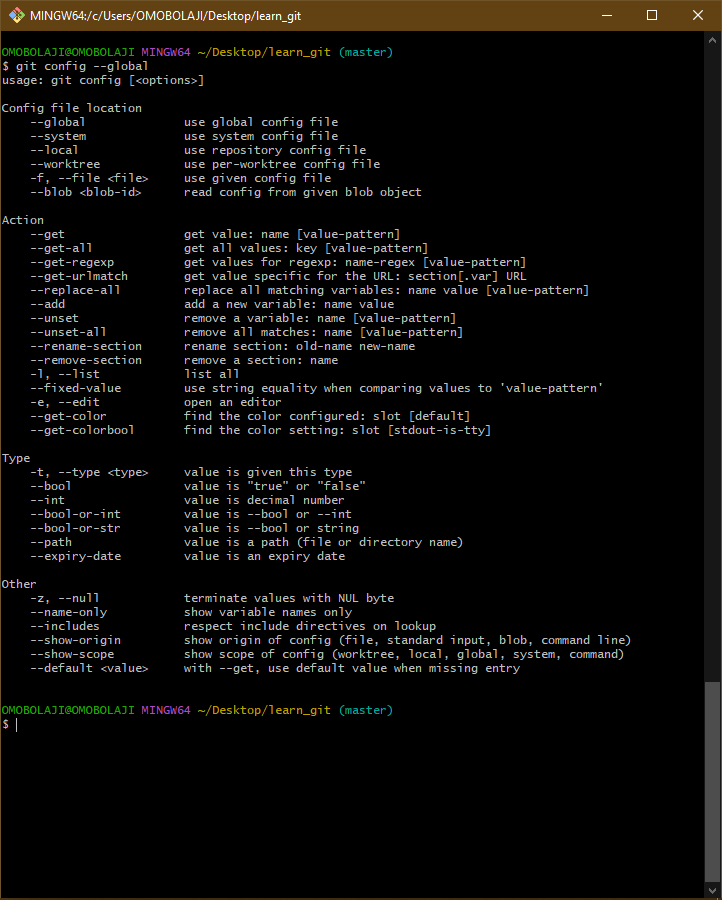 MINGW64:/c/Users/OMOBOLAJI/Desktop/learn_git
OMOBOLAJI@OMOBOLAJI MINGW64 ~/Desktop/learn_git (master)
$ git config --global
usage: git config [<options>]

Config file location
    --global              use global config file
    --system              use system config file
    --local               use repository config file
    --worktree            use per-worktree config file
    -f, --file <file>     use given config file
    --blob <blob-id>      read config from given blob object

Action
    --get                 get value: name [value-pattern]
    --get-all             get all values: key [value-pattern]
    --get-regexp          get values for regexp: name-regex [value-pattern]
    --get-urlmatch        get value specific for the URL: section[.var] URL
    --replace-all         replace all matching variables: name value [value-pattern]
    --add                 add a new variable: name value
    --unset               remove a variable: name [value-pattern]
    --unset-all           remove all matches: name [value-pattern]
    --rename-section      rename section: old-name new-name
    --remove-section      remove a section: name
    -l, --list            list all
    --fixed-value         use string equality when comparing values to 'value-pattern'
    -e, --edit            open an editor
    --get-color           find the color configured: slot [default]
    --get-colorbool       find the color setting: slot [stdout-is-tty]

Type
    -t, --type <type>     value is given this type
    --bool                value is "true" or "false"
    --int                 value is decimal number
    --bool-or-int         value is --bool or --int
    --bool-or-str         value is --bool or string
    --path                value is a path (file or directory name)
    --expiry-date         value is an expiry date

Other
    -z, --null            terminate values with NUL byte
    --name-only           show variable names only
    --includes            respect include directives on lookup
    --show-origin         show origin of config (file, standard input, blob, command line)
    --show-scope          show scope of config (worktree, local, global, system, command)
    --default <value>     with --get, use default value when missing entry

OMOBOLAJI@OMOBOLAJI MINGW64 ~/Desktop/learn_git (master)
$